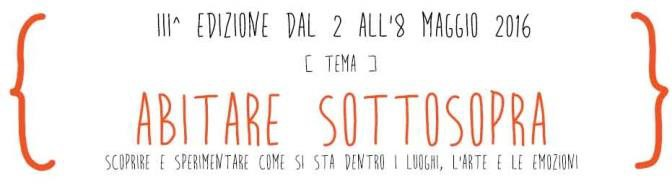 III^ EDIZIONE DAL 2 ALL'8 MAGGIO 2016
[ TEMA ]
ABITARE SOTTOSOPRA
SCOPRIRE E SPERIMENTARE COME SI STA DENTRO I LUOGHI, L'ARTE E LE EMOZIONI